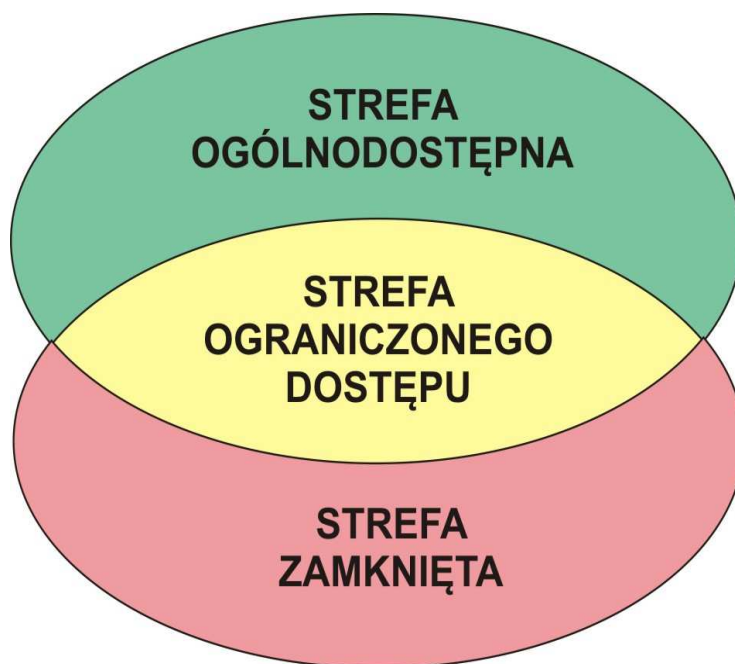 STREFA
OGÓLNODOSTĘPNA
STREFA
OGRANICZONEGO
DOSTĘPU
STREFA
ZAMKNIĘTA